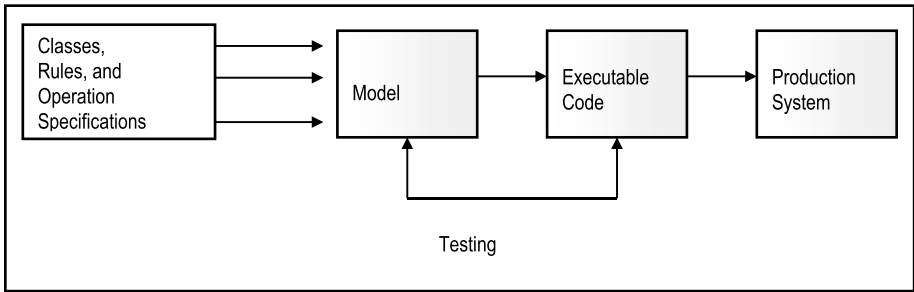 Classes,
Rules, and
Operation
Specifications
Model
Executable
Code
Production
System
Testing